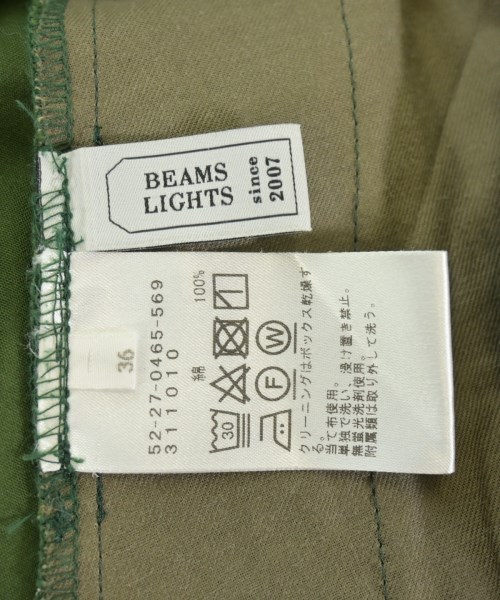 BEAMS
LIGHTS
since
2007
36
52-27-0465-569
311010
綿 100%
30
F W
クリーニングはボックス乾燥す
る。
当て布使用。
単独で洗い、浸け置き禁止。
無蛍光洗剤使用。
附属類は取り外して洗う。